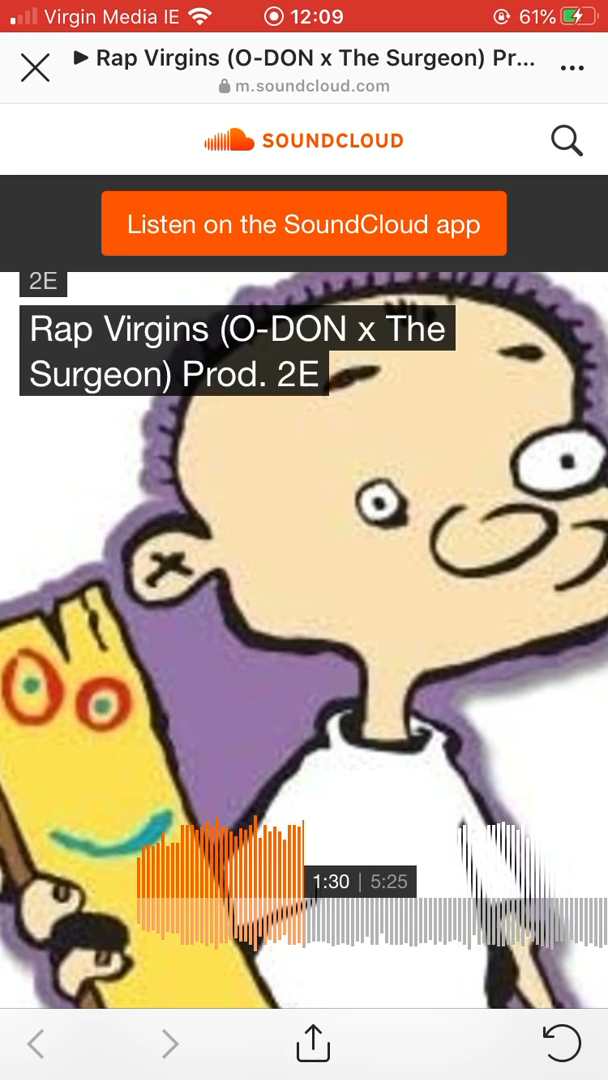 Virgin Media IE 12:09 61%
Rap Virgins (O-DON x The Surgeon) Pr...
m.soundcloud.com
SOUNDCLOUD
Listen on the SoundCloud app
2E
Rap Virgins (O-DON x The
Surgeon) Prod. 2E
1:30 | 5:25